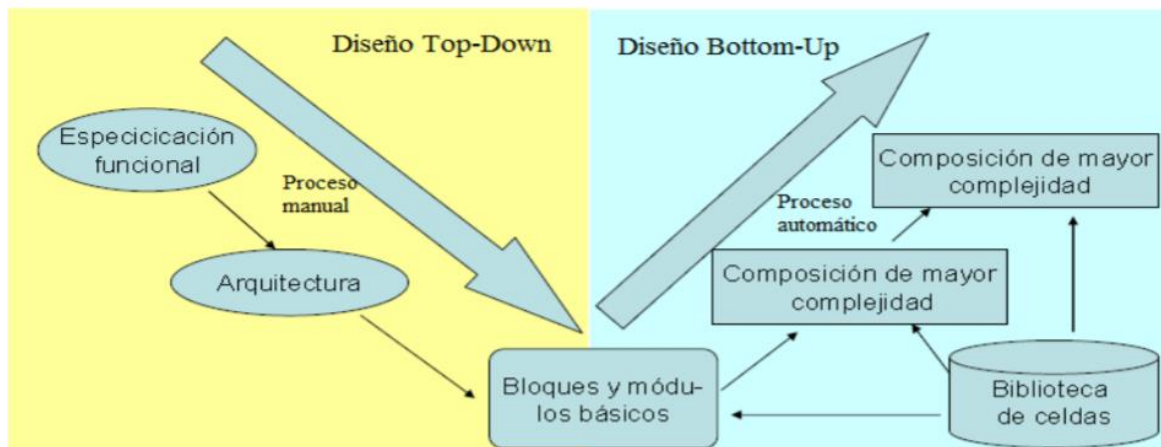 Diseño Top-Down
Especicicación
funcional
Proceso
manual
Arquitectura
Bloques y módu-
los básicos
Diseño Bottom-Up
Composición de mayor
complejidad
Proceso
automático
Composición de mayor
complejidad
Biblioteca
de celdas